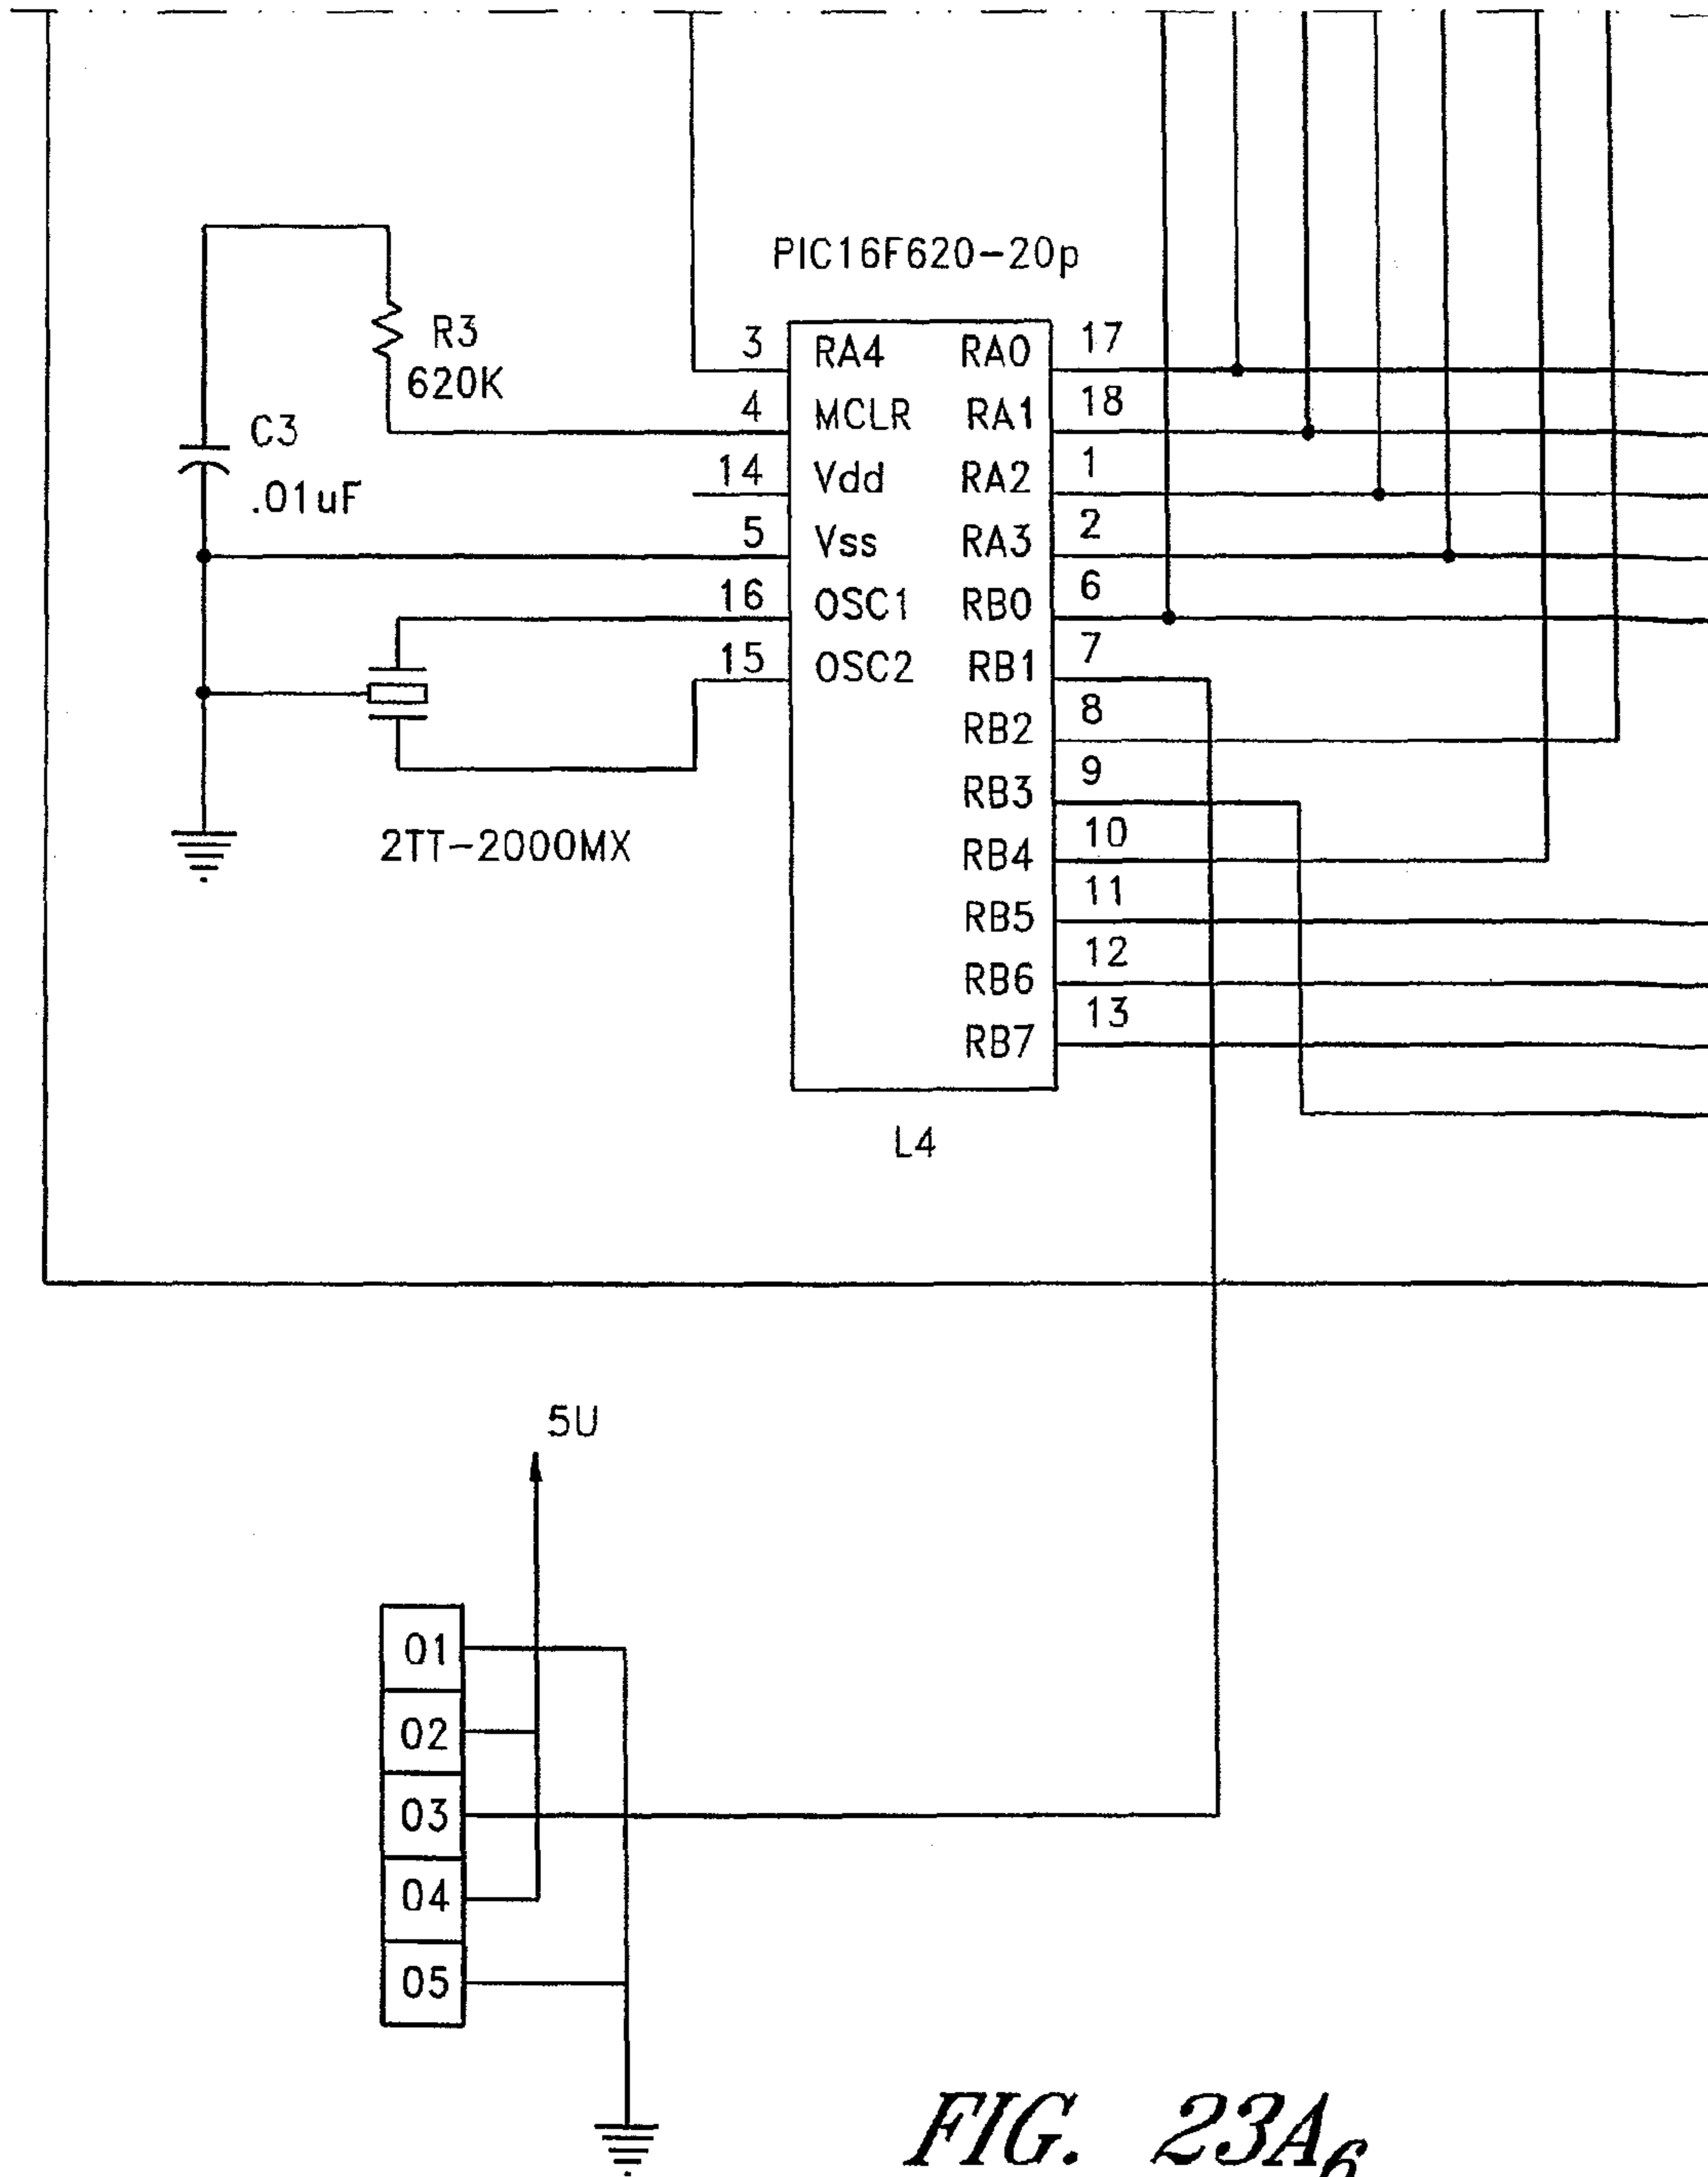 PIC16F620-20p
R3
620K
C3
.01uF
3 RA4 RA0 17
4 MCLR RA1 18
14 Vdd RA2 1
5 Vss RA3 2
16 OSC1 RB0 6
15 OSC2 RB1 7
RB2 8
RB3 9
RB4 10
RB5 11
RB6 12
RB7 13
2TT-2000MX
L4
5U
01
02
03
04
05
FIG. 23A6